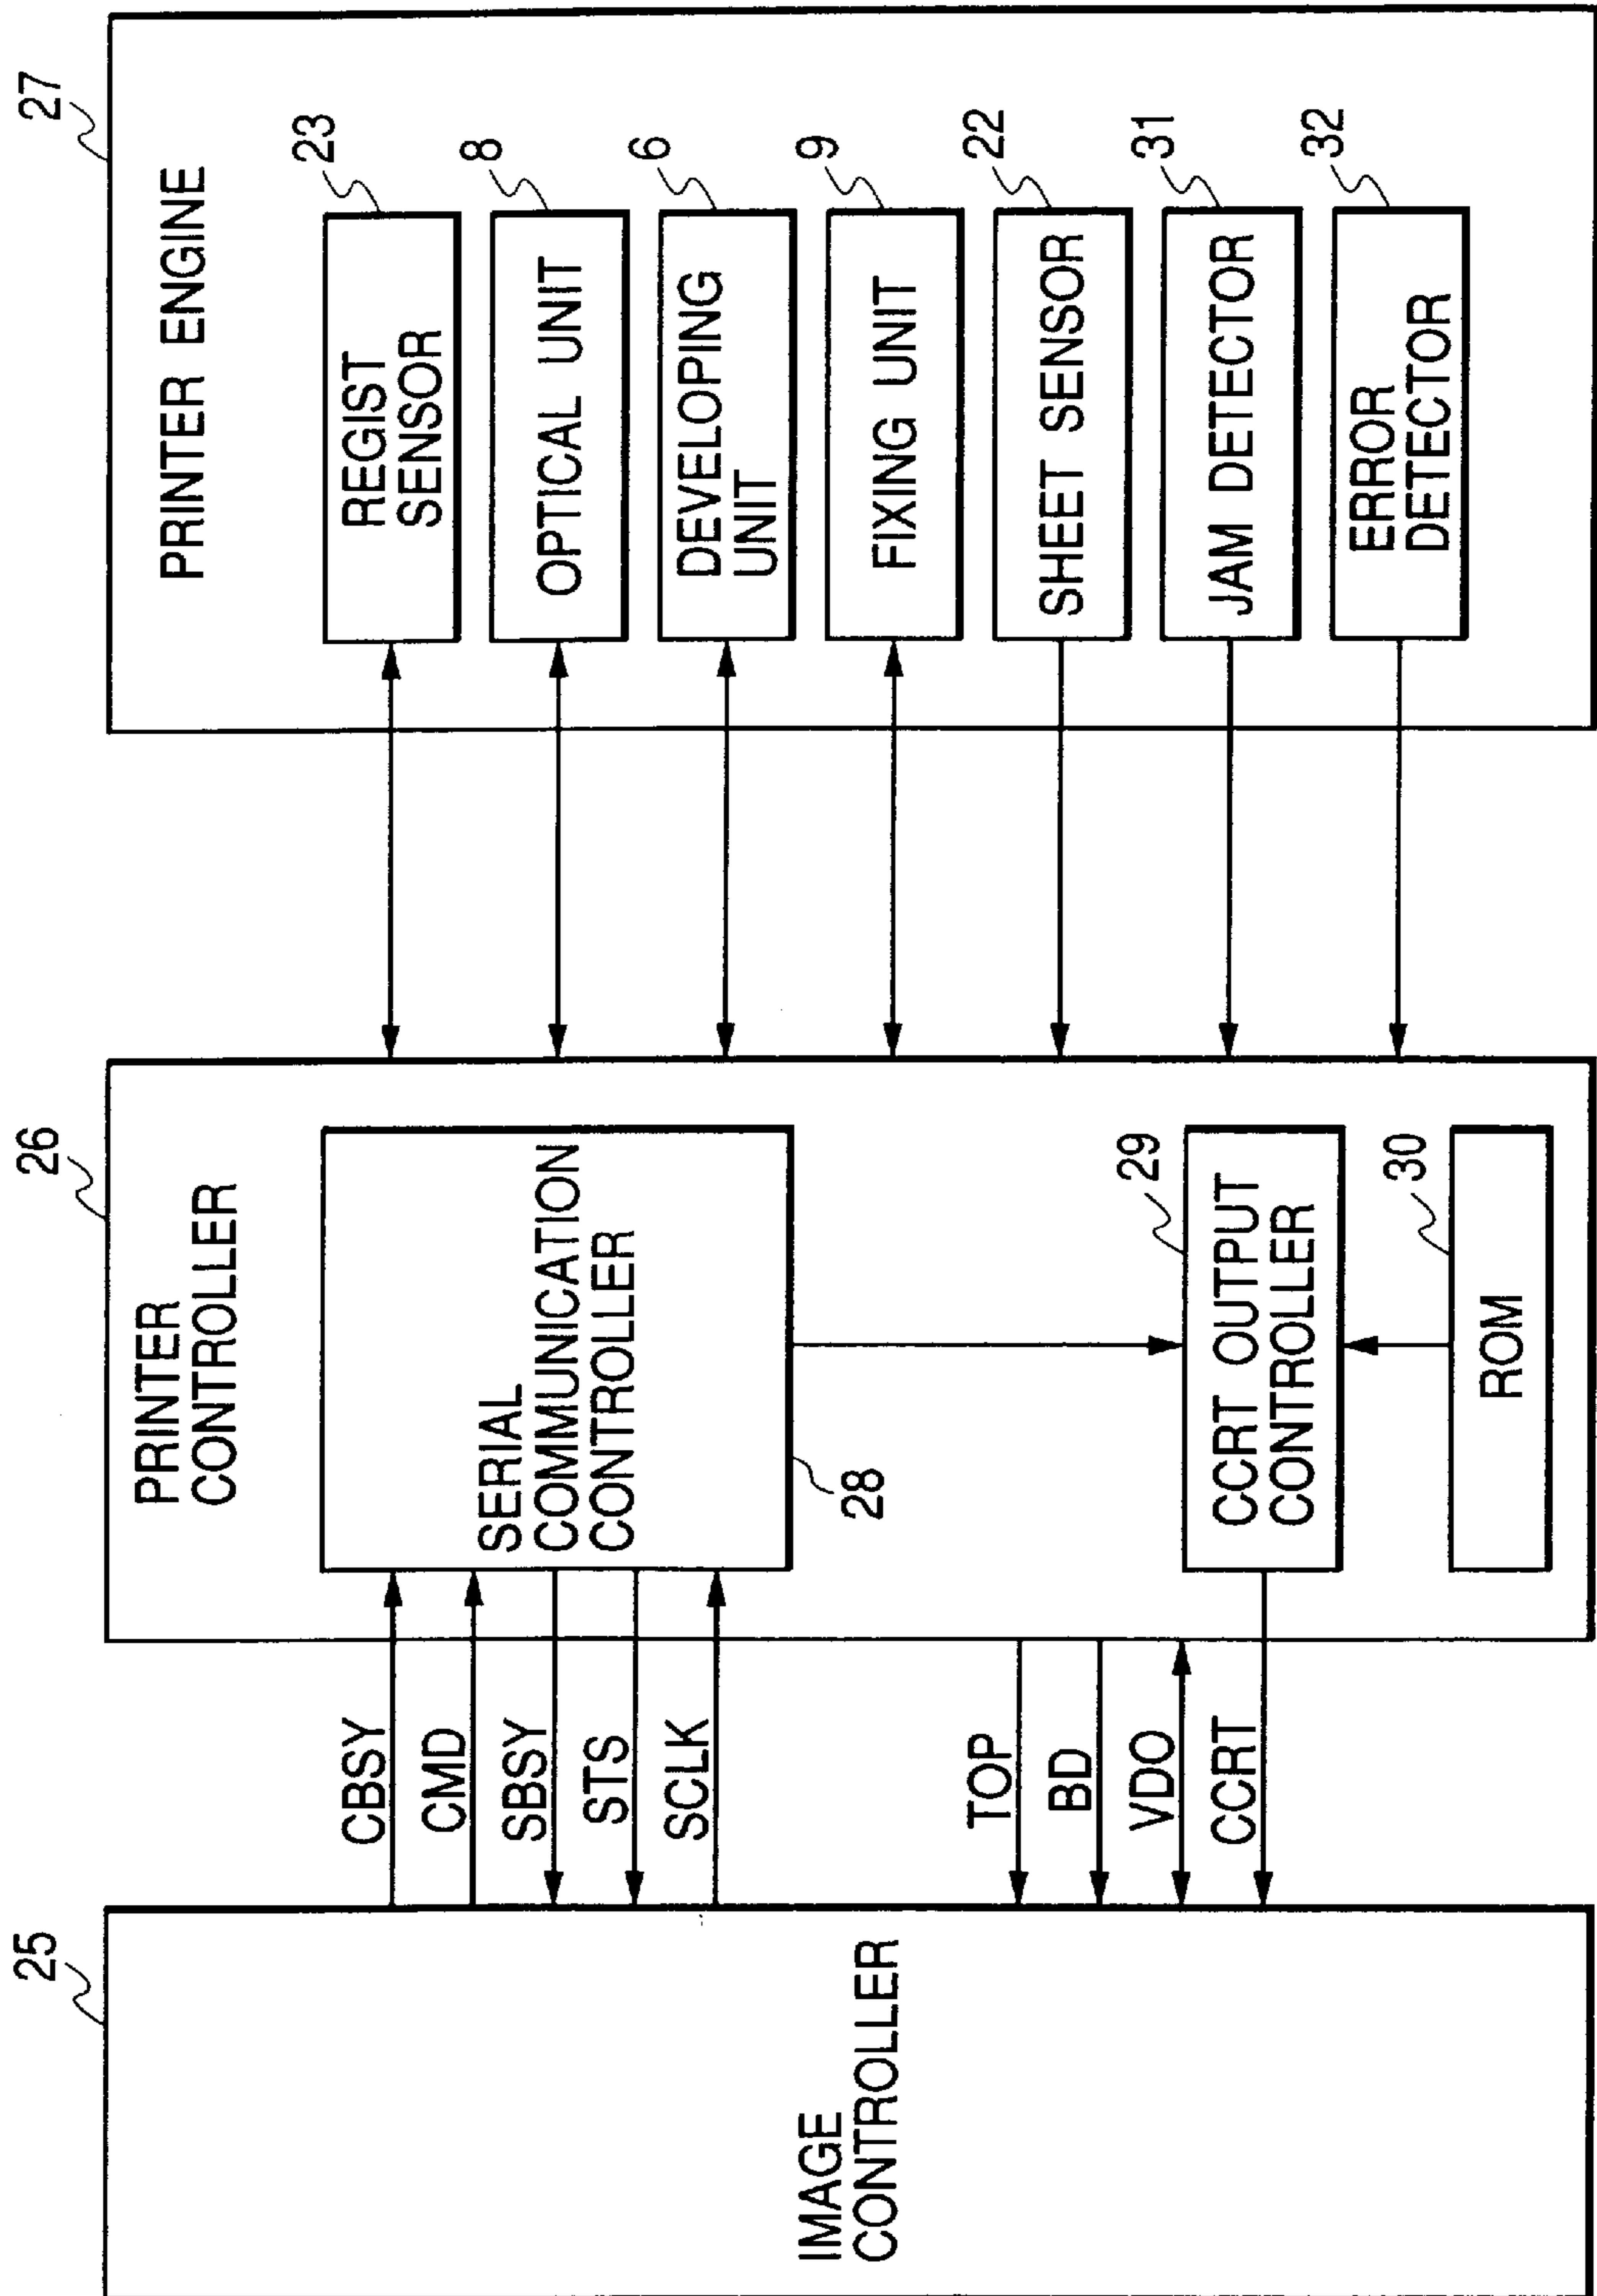 25
IMAGE
CONTROLLER
CBSY
CMD
SBSY
STS
SCLK
TOP
BD
VDO
CCRT
26
PRINTER
CONTROLLER
SERIAL
COMMUNICATION
CONTROLLER
28
29
CCRT OUTPUT
CONTROLLER
30
ROM
27
PRINTER ENGINE
23
REGIST
SENSOR
8
OPTICAL UNIT
6
DEVELOPING
UNIT
9
FIXING UNIT
22
SHEET SENSOR
31
JAM DETECTOR
32
ERROR
DETECTOR